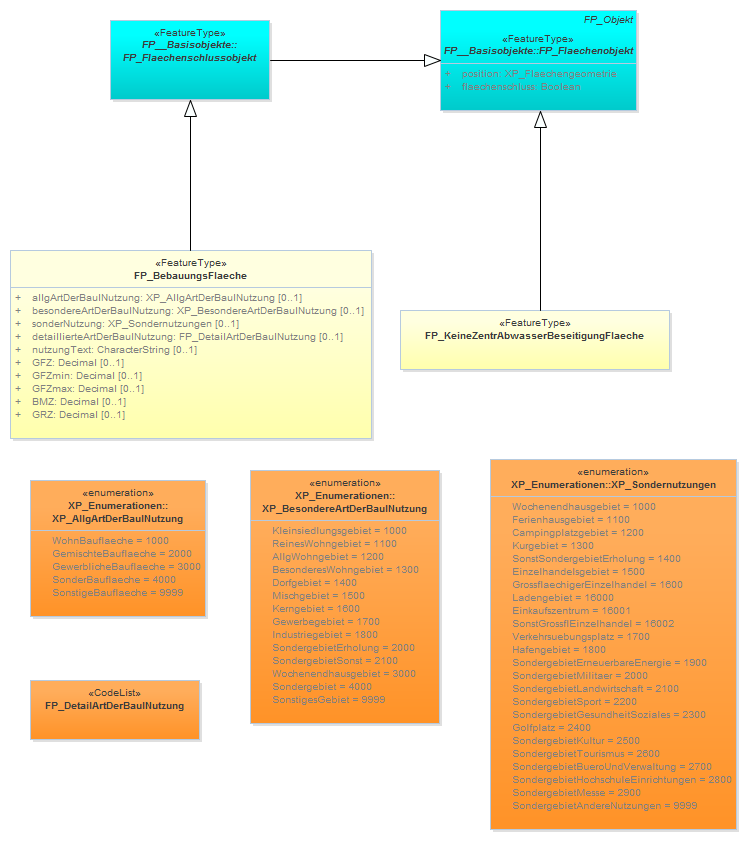 «FeatureType»
FP__Basisobjekte::
FP_Flaechenschlussobjekt
FP_Objekt
«FeatureType»
FP__Basisobjekte::FP_Flaechenobjekt
+ position: XP_Flaechengeometrie
+ flaechenschluss: Boolean
«FeatureType»
FP_BebauungsFlaeche
+ allgArtDerBaulNutzung: XP_AllgArtDerBaulNutzung [0..1]
+ besondereArtDerBaulNutzung: XP_BesondereArtDerBaulNutzung [0..1]
+ sonderNutzung: XP_Sondernutzungen [0..1]
+ detaillierteArtDerBaulNutzung: FP_DetailArtDerBaulNutzung [0..1]
+ nutzungText: CharacterString [0..1]
+ GFZ: Decimal [0..1]
+ GFZmin: Decimal [0..1]
+ GFZmax: Decimal [0..1]
+ BMZ: Decimal [0..1]
+ GRZ: Decimal [0..1]
«FeatureType»
FP_KeineZentrAbwasserBeseitigungFlaeche
«enumeration»
XP_Enumerationen::
XP_AllgArtDerBaulNutzung
WohnBauflaeche = 1000
GemischteBauflaeche = 2000
GewerblicheBauflaeche = 3000
SonderBauflaeche = 4000
SonstigeBauflaeche = 9999
«enumeration»
XP_Enumerationen::
XP_BesondereArtDerBaulNutzung
Kleinsiedlungsgebiet = 1000
ReinesWohngebiet = 1100
AllgWohngebiet = 1200
BesonderesWohngebiet = 1300
Dorfgebiet = 1400
Mischgebiet = 1500
Kerngebiet = 1600
Gewerbegebiet = 1700
Industriegebiet = 1800
SondergebietErholung = 2000
SondergebietSonst = 2100
Wochenendhausgebiet = 3000
Sondergebiet = 4000
SonstigesGebiet = 9999
«enumeration»
XP_Enumerationen::XP_Sondernutzungen
Wochenendhausgebiet = 1000
Ferienhausgebiet = 1100
Campingplatzgebiet = 1200
Kurgebiet = 1300
SonstSondergebietErholung = 1400
Einzelhandelsgebiet = 1500
GrossflaechigerEinzelhandel = 1600
Ladengebiet = 16000
Einkaufszentrum = 16001
SonstGrossflEinzelhandel = 16002
Verkehrsuebungsplatz = 1700
Hafengebiet = 1800
SondergebietErneuerbareEnergie = 1900
SondergebietMilitaer = 2000
SondergebietLandwirtschaft = 2100
SondergebietSport = 2200
SondergebietGesundheitSoziales = 2300
Golfplatz = 2400
SondergebietKultur = 2500
SondergebietTourismus = 2600
SondergebietBueroUndVerwaltung = 2700
SondergebietHochschuleEinrichtungen = 2800
SondergebietMesse = 2900
SondergebietAndereNutzungen = 9999
«CodeList»
FP_DetailArtDerBaulNutzung